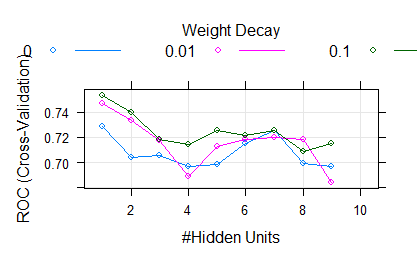 Weight Decay
0 0.01 0.1
ROC (Cross-Validation)
0.74
0.72
0.70
2 4 6 8 10
#Hidden Units